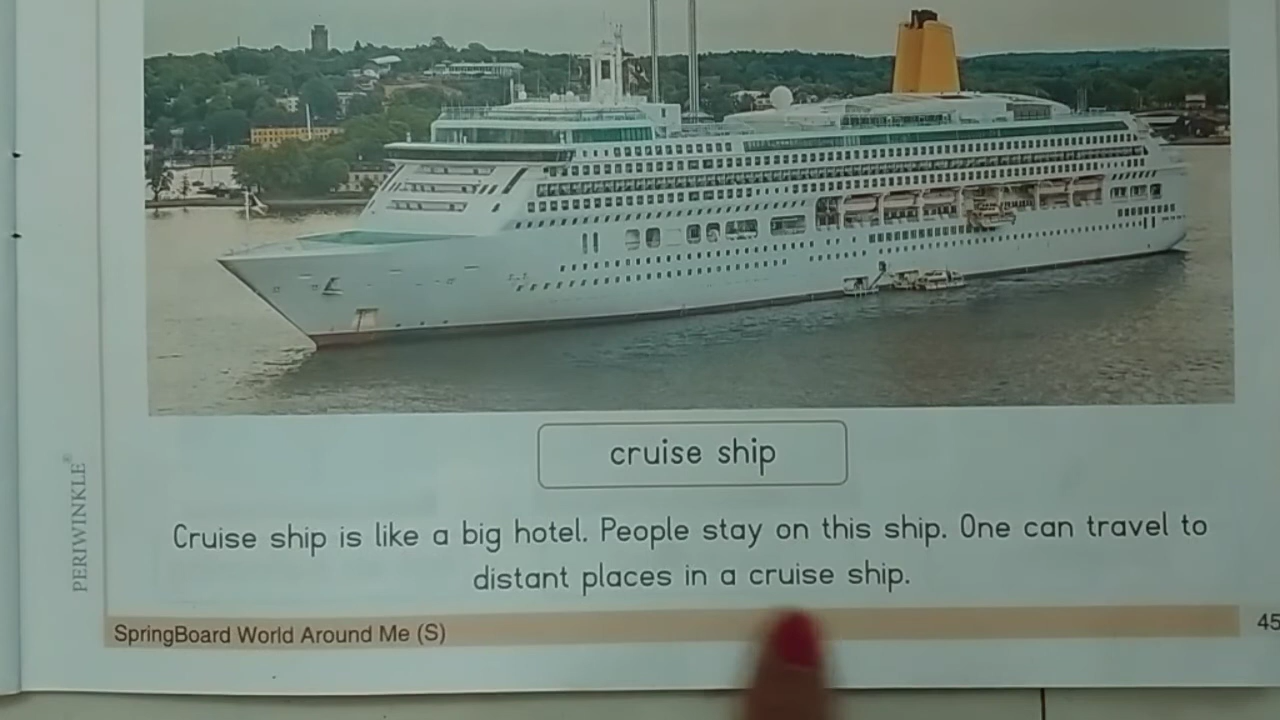 cruise ship
Cruise ship is like a big hotel. People stay on this ship. One can travel to
distant places in a cruise ship.
PERIWINKLE®
SpringBoard World Around Me (S)
45